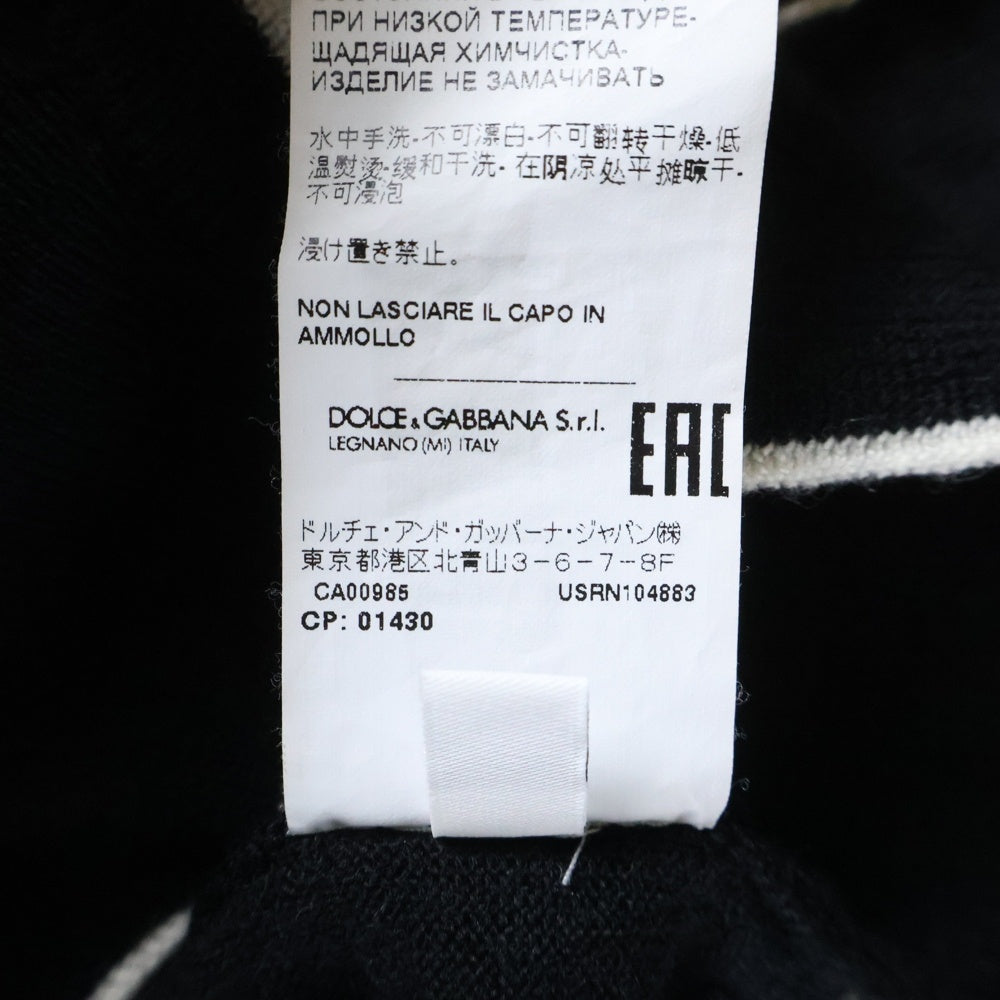 ПРИ НИЗКОЙ ТЕМПЕРАТУРЕ-
ЩАДЯЩАЯ ХИМЧИСТКА-
ИЗДЕЛИЕ НЕ ЗАМАЧИВАТЬ
水中手洗-不可漂白-不可翻转干燥-低
温熨烫-缓和干洗-在阴凉处平摊晾干-
不可浸泡
浸け置き禁止。
NON LASCIARE IL CAPO IN
AMMOLLO
DOLCE & GABBANA S.r.l.
LEGNANO (MI) ITALY
EAC
ドルチェ・アンド・ガッバーナ・ジャパン㈱
東京都港区北青山3-6-7-8F
CA00985 USRN104883
CP: 01430